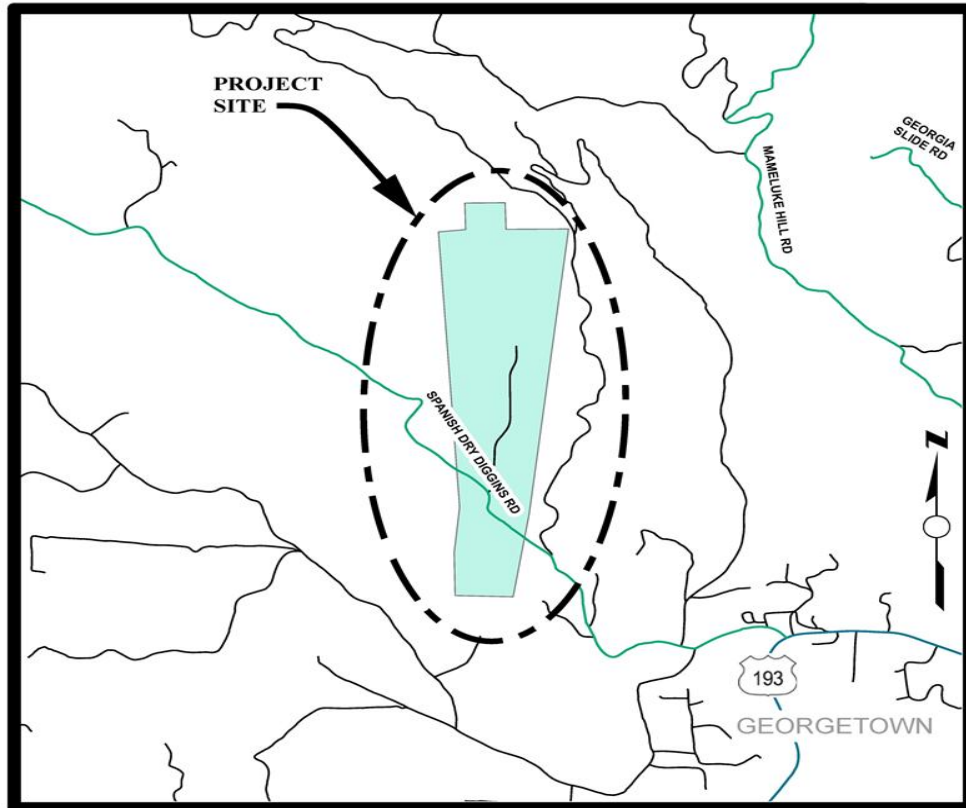 PROJECT
SITE
GEORGIA
SLIDE RD
MAMELUKE HILL RD
SPANISH DRY DIGGINS RD
N
193
GEORGETOWN